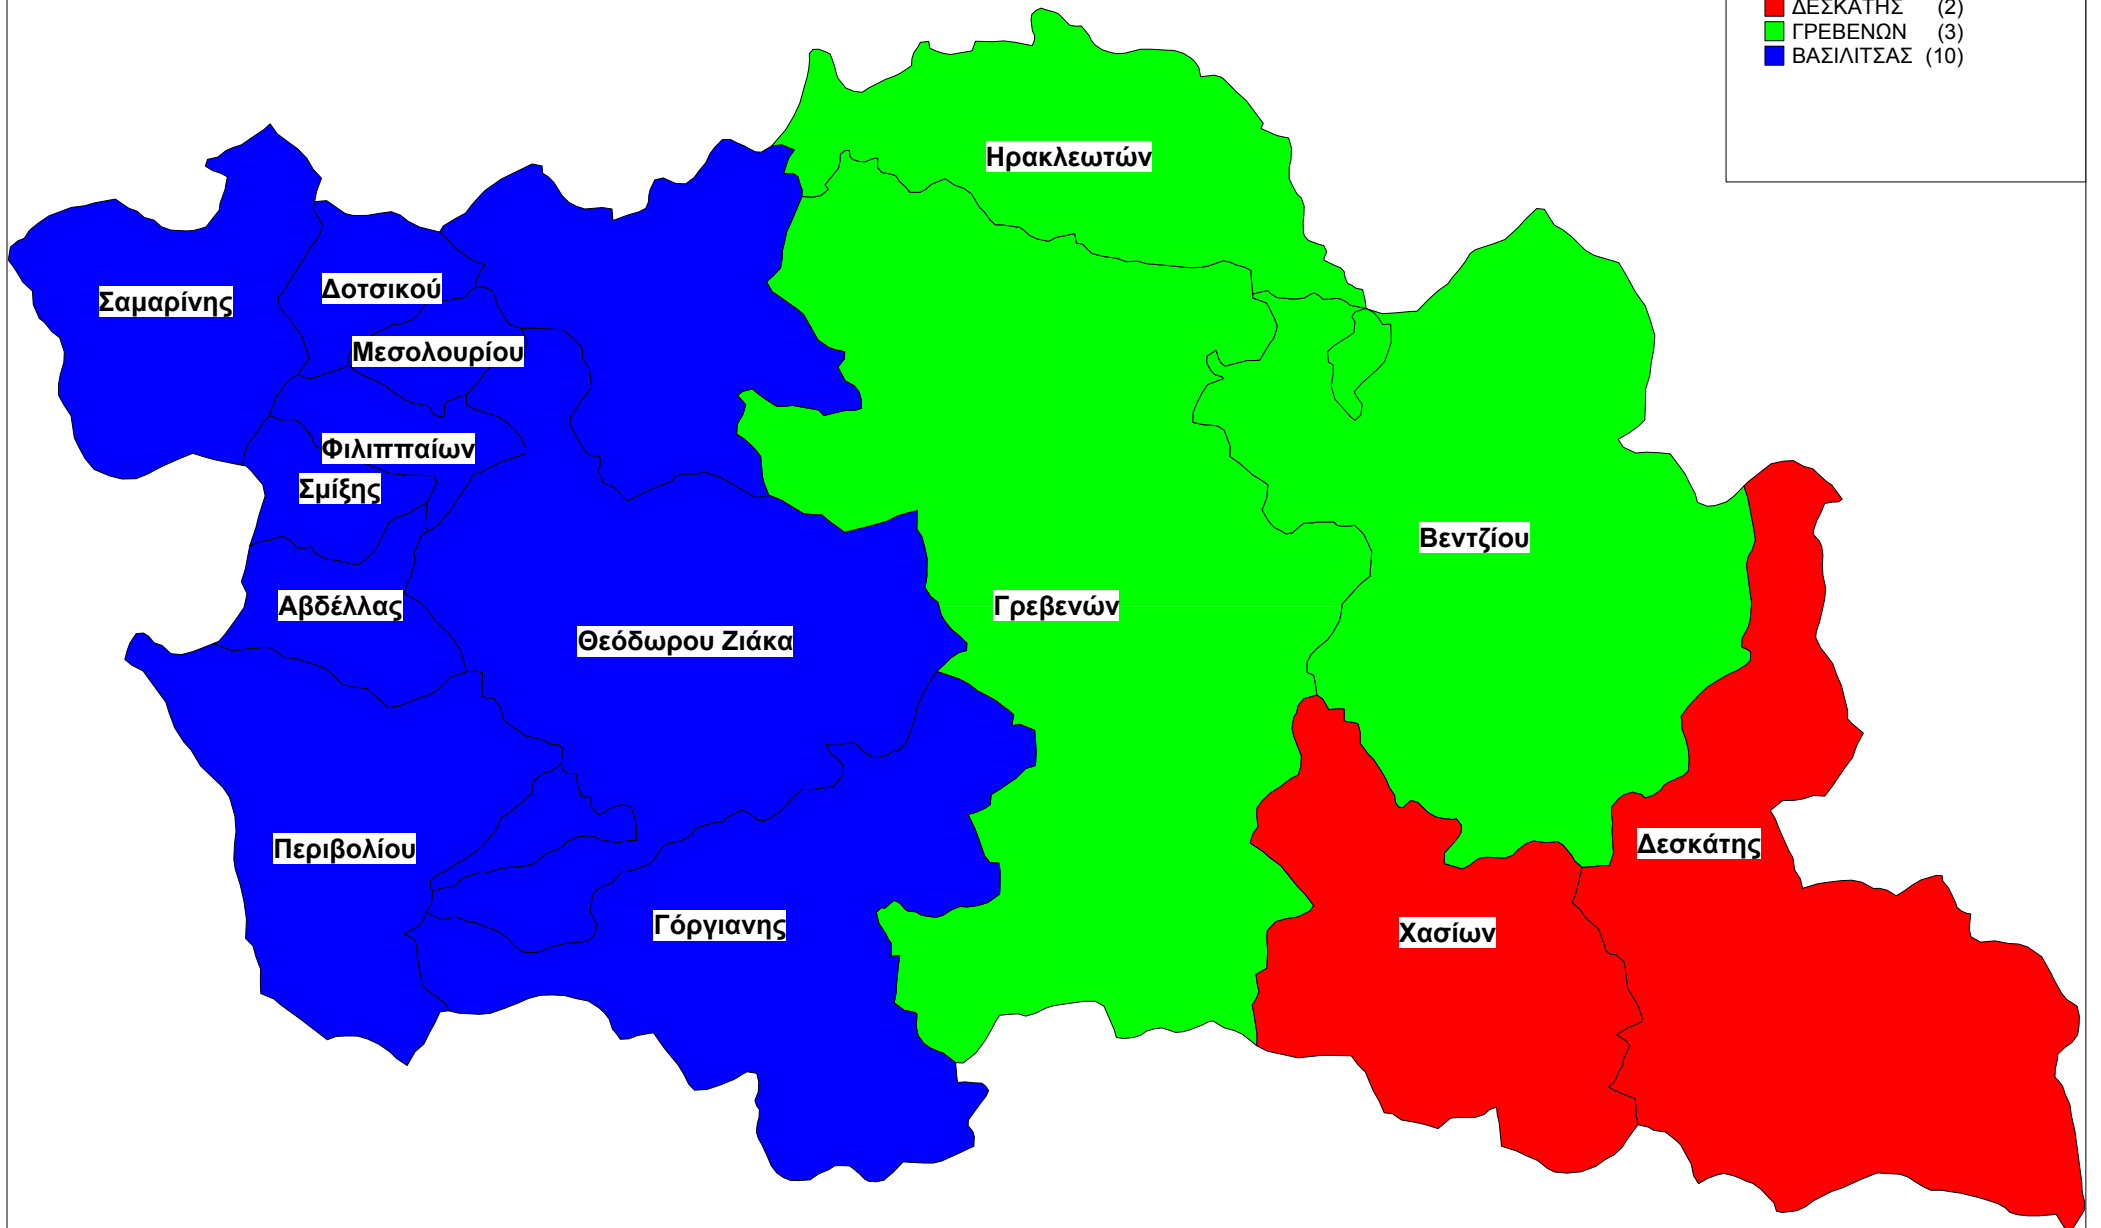 ΔΕΣΚΑΤΗΣ (2)
ΓΡΕΒΕΝΩΝ (3)
ΒΑΣΙΛΙΤΣΑΣ (10)
Ηρακλεωτών
Σαμαρίνης
Δοτσικού
Μεσολουρίου
Φιλιππαίων
Σμίξης
Βεντζίου
Αβδέλλας
Γρεβενών
Θεόδωρου Ζιάκα
Περιβολίου
Δεσκάτης
Γόργιανης
Χασίων